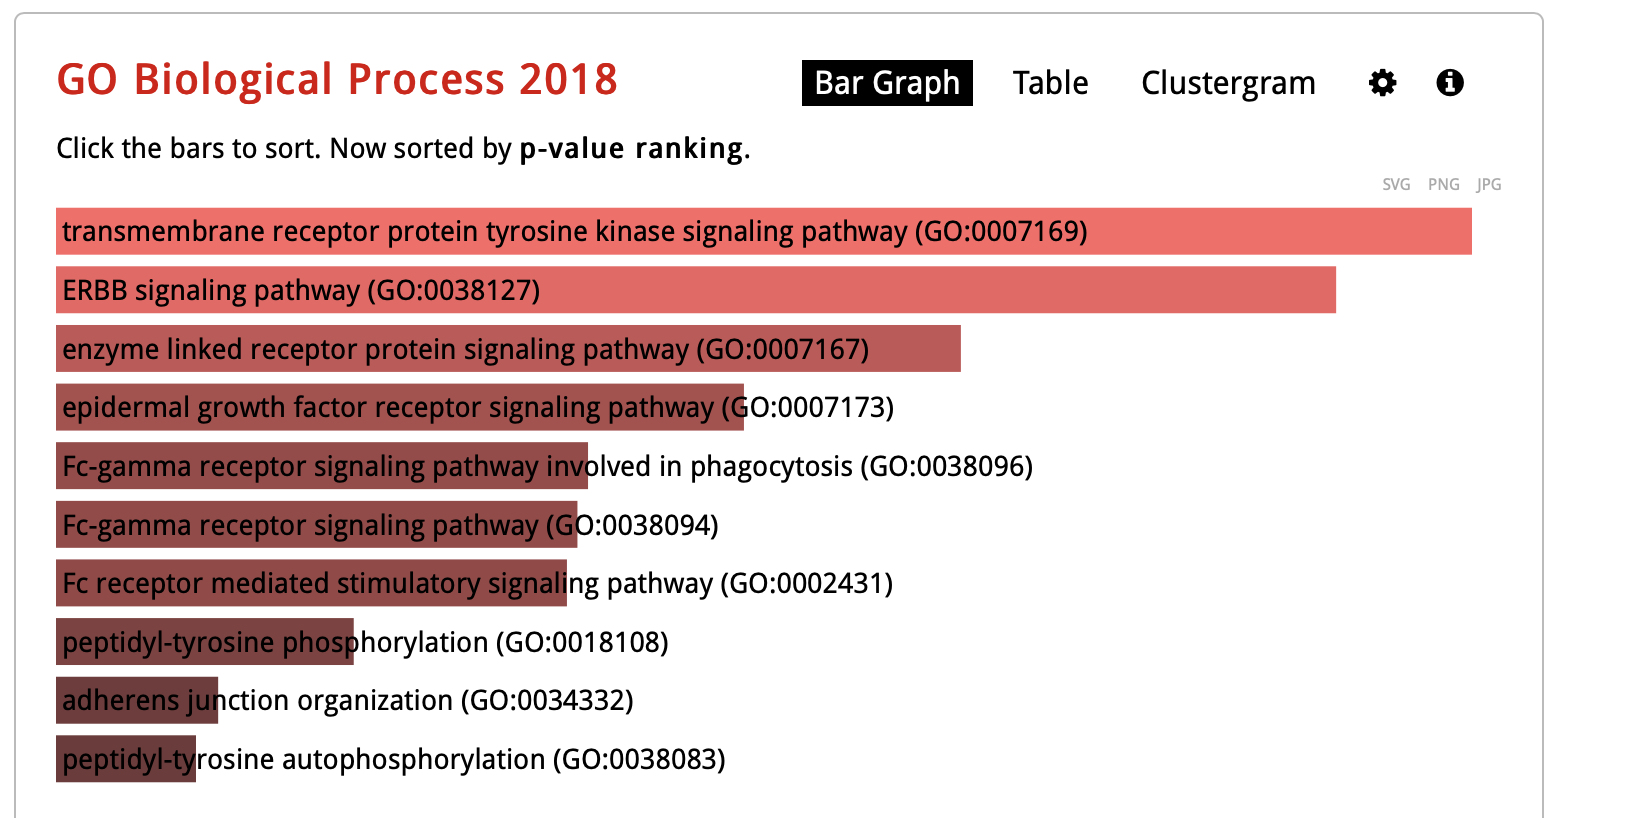 GO Biological Process 2018
Bar Graph Table Clustergram
Click the bars to sort. Now sorted by p-value ranking.
SVG PNG JPG
transmembrane receptor protein tyrosine kinase signaling pathway (GO:0007169)
ERBB signaling pathway (GO:0038127)
enzyme linked receptor protein signaling pathway (GO:0007167)
epidermal growth factor receptor signaling pathway (GO:0007173)
Fc-gamma receptor signaling pathway involved in phagocytosis (GO:0038096)
Fc-gamma receptor signaling pathway (GO:0038094)
Fc receptor mediated stimulatory signaling pathway (GO:0002431)
peptidyl-tyrosine phosphorylation (GO:0018108)
adherens junction organization (GO:0034332)
peptidyl-tyrosine autophosphorylation (GO:0038083)